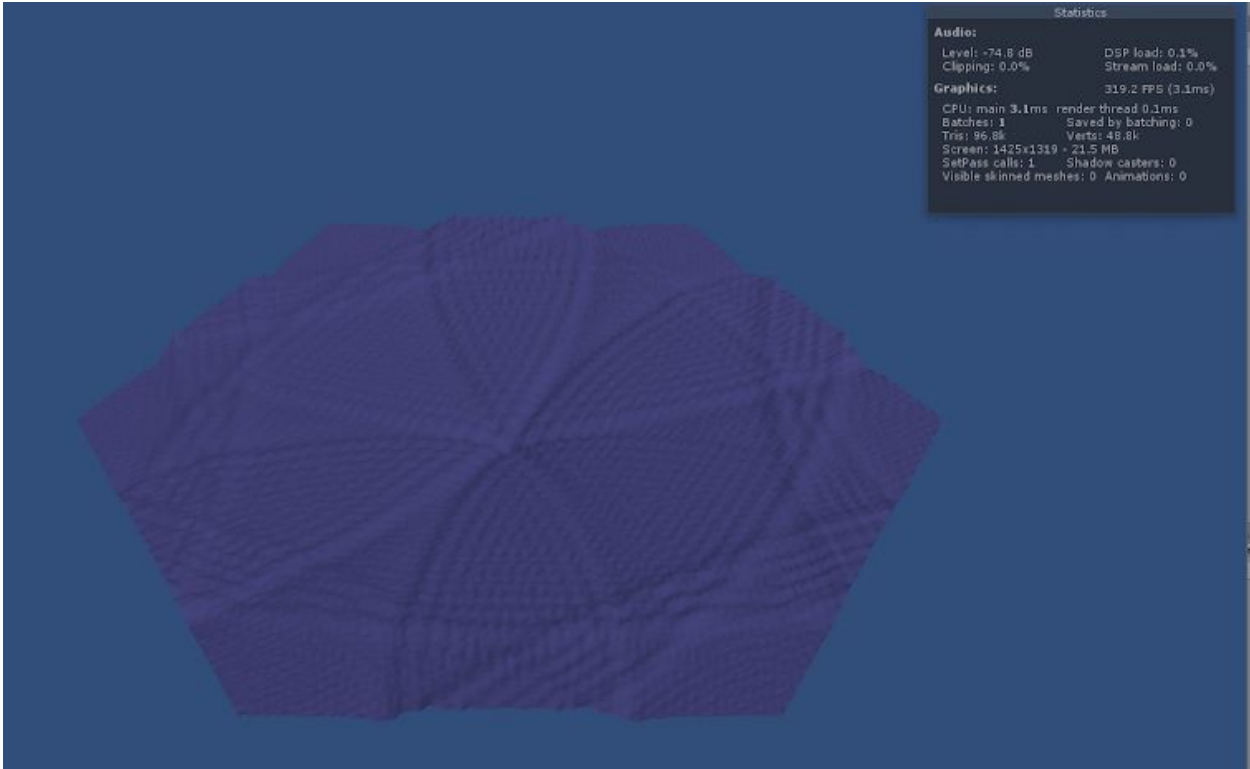 Statistics
Audio:
Level: -74.8 dB DSP load: 0.1%
Clipping: 0.0% Stream load: 0.0%
Graphics: 319.2 FPS (3.1ms)
CPU: main 3.1ms render thread 0.1ms
Batches: 1 Saved by batching: 0
Tris: 96.8k Verts: 48.8k
Screen: 1425x1319 - 21.5 MB
SetPass calls: 1 Shadow casters: 0
Visible skinned meshes: 0 Animations: 0